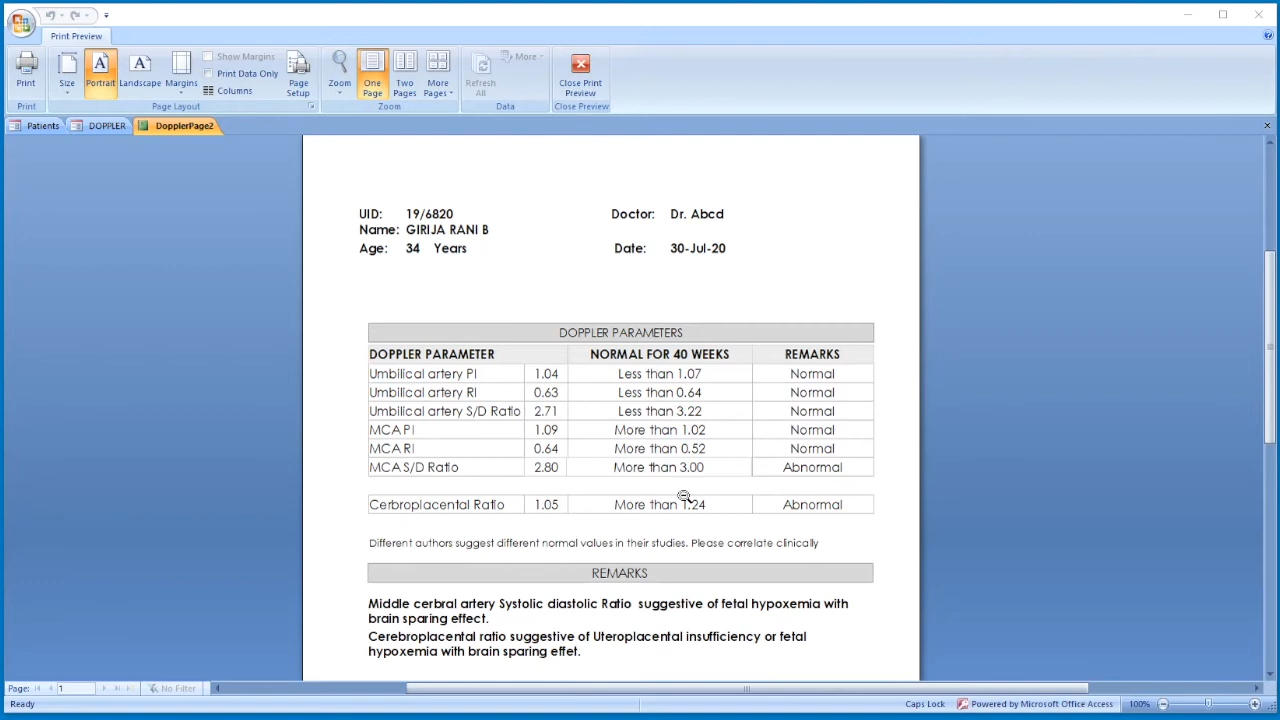 Print Preview
Print
Size
Portrait
Landscape
Margins
Show Margins
Print Data Only
Columns
Page Setup
Zoom
One Page
Two Pages
More Pages
Refresh All
More
Close Print Preview
Print
Page Layout
Zoom
Data
Close Preview
Patients
DOPPLER
DopplerPage2
UID: 19/6820 Doctor: Dr. Abcd
Name: GIRIJA RANI B
Age: 34 Years Date: 30-Jul-20
DOPPLER PARAMETERS
DOPPLER PARAMETER NORMAL FOR 40 WEEKS REMARKS
Umbilical artery PI 1.04 Less than 1.07 Normal
Umbilical artery RI 0.63 Less than 0.64 Normal
Umbilical artery S/D Ratio 2.71 Less than 3.22 Normal
MCA PI 1.09 More than 1.02 Normal
MCA RI 0.64 More than 0.52 Normal
MCA S/D Ratio 2.80 More than 3.00 Abnormal
Cerbroplacental Ratio 1.05 More than 1.24 Abnormal
Different authors suggest different normal values in their studies. Please correlate clinically
REMARKS
Middle cerbral artery Systolic diastolic Ratio suggestive of fetal hypoxemia with
brain sparing effect.
Cerebroplacental ratio suggestive of Uteroplacental insufficiency or fetal
hypoxemia with brain sparing effet.
Page: 1 No Filter
Ready Caps Lock Powered by Microsoft Office Access 100%